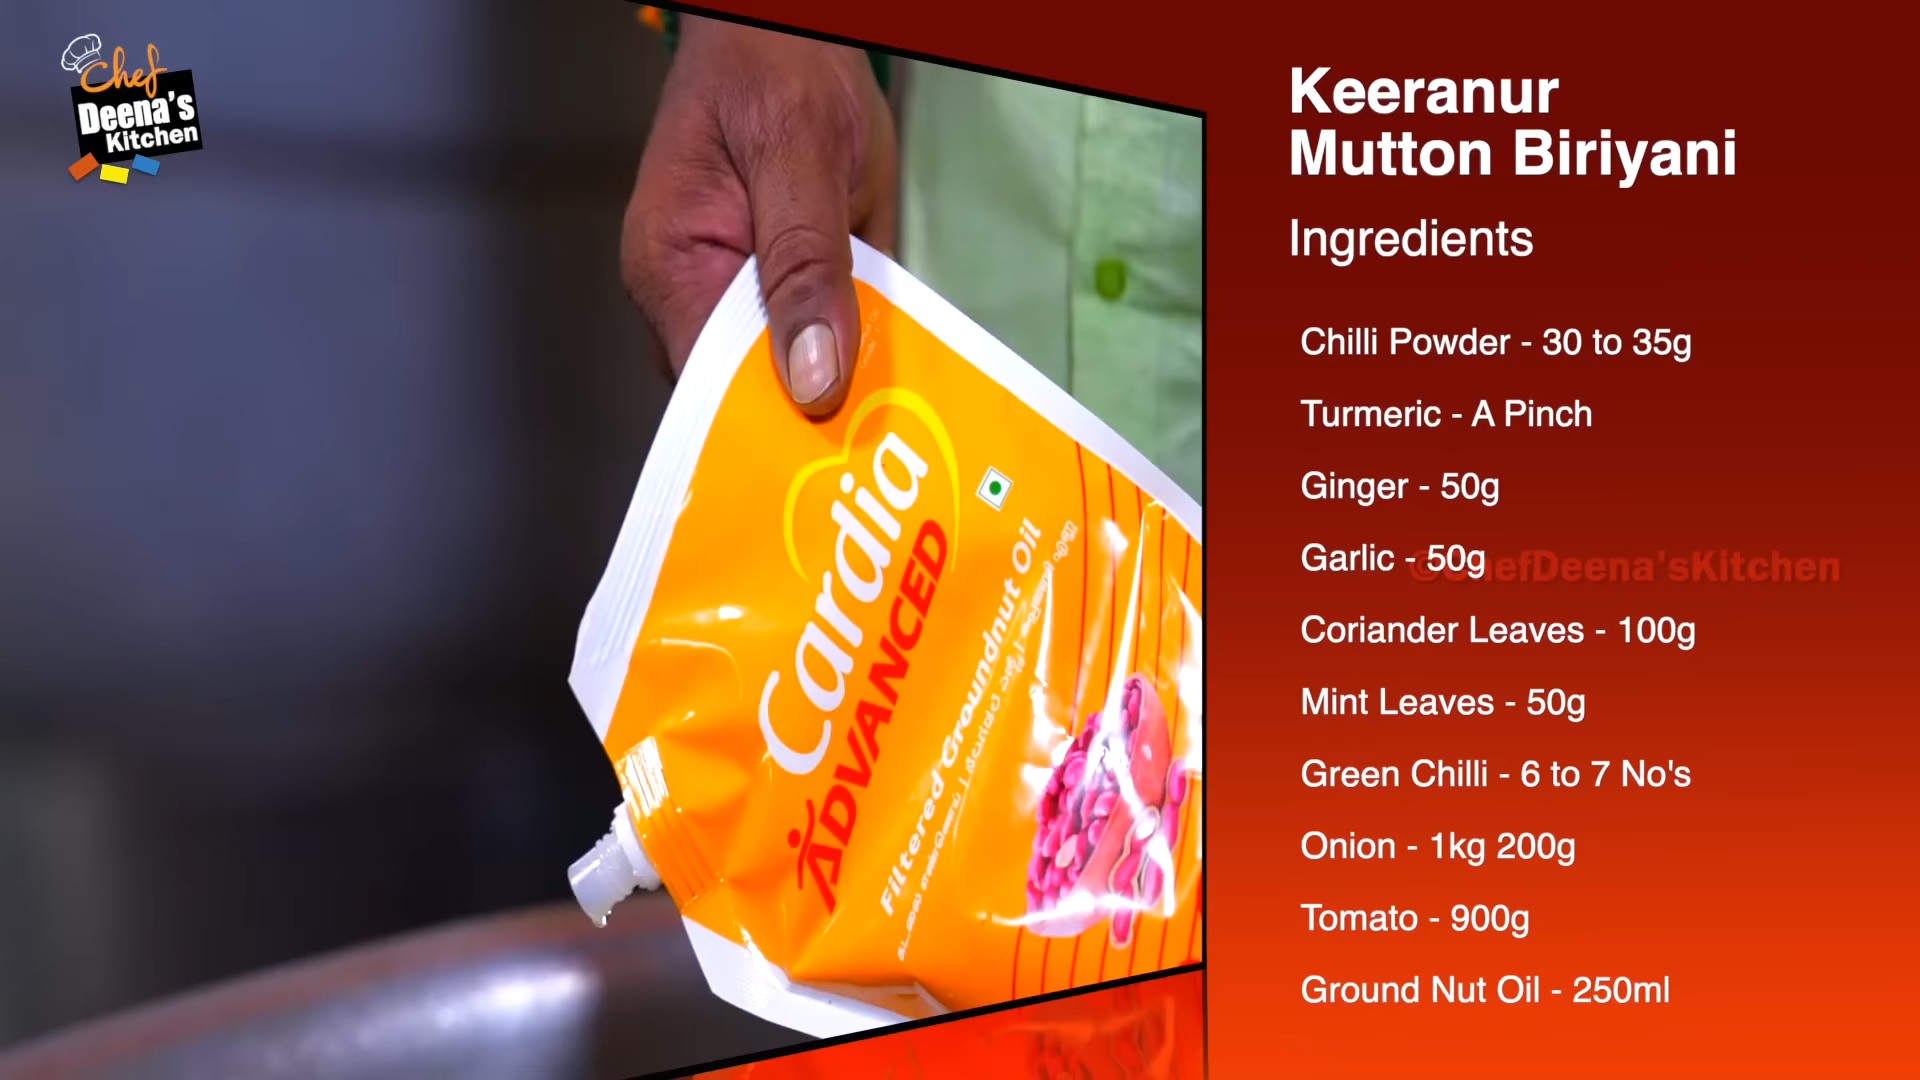 Chef
Deena's
Kitchen
Keeranur
Mutton Biriyani
Ingredients
Chilli Powder - 30 to 35g
Turmeric - A Pinch
Ginger - 50g
Garlic - 50g
©ChefDeena'sKitchen
Coriander Leaves - 100g
Mint Leaves - 50g
Green Chilli - 6 to 7 No's
Onion - 1kg 200g
Tomato - 900g
Ground Nut Oil - 250ml
Cardia
ADVANCED
Filtered Groundnut Oil